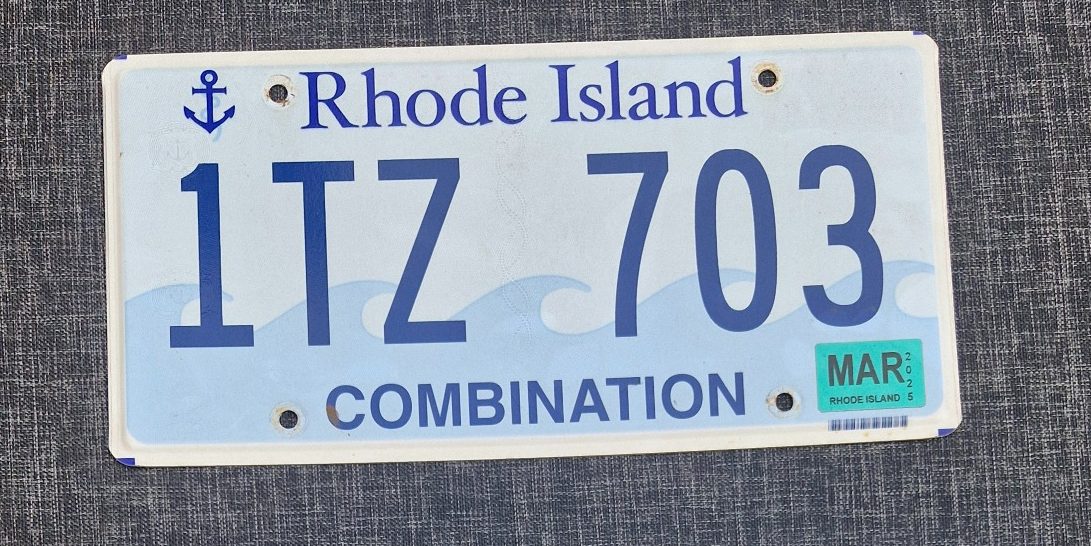 Rhode Island
1TZ 703
COMBINATION
MAR 2025
RHODE ISLAND